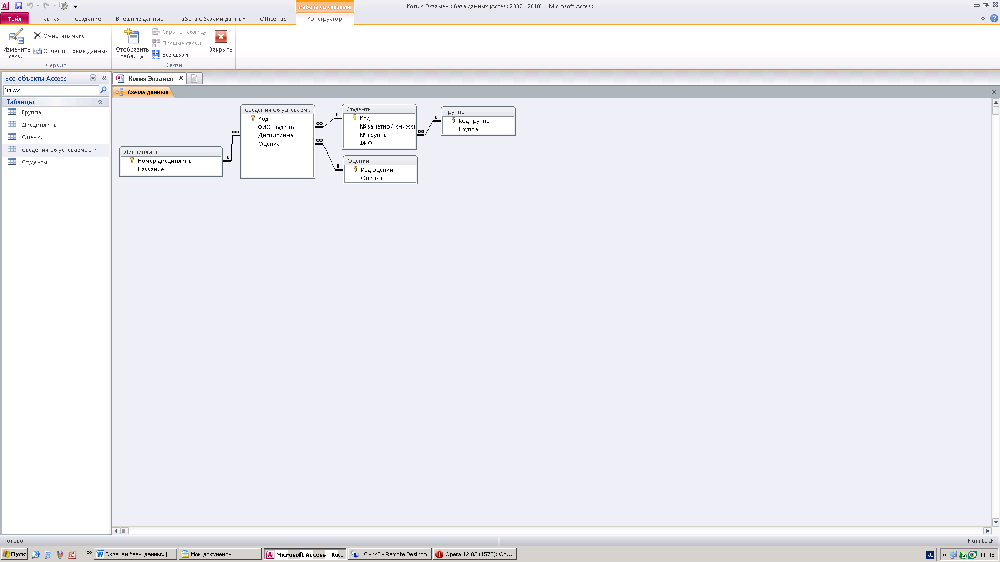 Работа со связями
Копия Экзамен : база данных (Access 2007 - 2010) - Microsoft Access
Файл
Главная
Создание
Внешние данные
Работа с базами данных
Office Tab
Конструктор
Изменить связи
Очистить макет
Отчет по схеме данных
Сервис
Отобразить таблицу
Скрыть таблицу
Прямые связи
Все связи
Закрыть
Связи
Все объекты Access
«
Поиск...
Таблицы
Группа
Дисциплины
Оценки
Сведения об успеваемости
Студенты
Копия Экзамен
Схема данных
Дисциплины
Номер дисциплины
Название
1
∞
Сведения об успеваем...
Код
ФИО студента
Дисциплина
Оценка
∞
1
∞
1
Студенты
Код
№ зачетной книжки
№ группы
ФИО
∞
1
Группа
Код группы
Группа
Оценки
Код оценки
Оценка
Готово
Num Lock
Пуск
»
Экзамен базы данных [...
Мои документы
Microsoft Access - Ко...
1C - ts2 - Remote Desktop
Opera 12.02 (1578): Оп...
RU
«
11:48